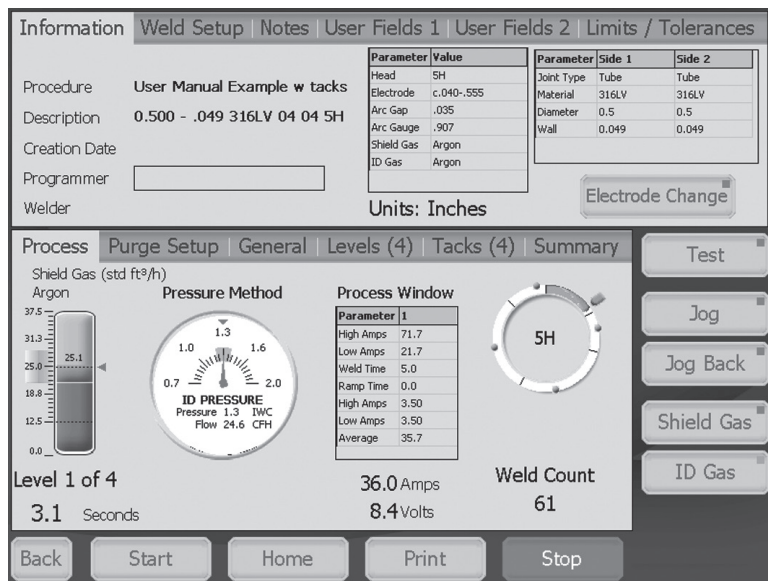 Information Weld Setup Notes User Fields 1 User Fields 2 Limits / Tolerances
Procedure User Manual Example w tacks
Description 0.500 - .049 316LV 04 04 5H
Creation Date
Programmer
Welder
Parameter Value
Head 5H
Electrode c.040-.555
Arc Gap .035
Arc Gauge .907
Shield Gas Argon
ID Gas Argon
Units: Inches
Parameter Side 1 Side 2
Joint Type Tube Tube
Material 316LV 316LV
Diameter 0.5 0.5
Wall 0.049 0.049
Electrode Change
Process Purge Setup General Levels (4) Tacks (4) Summary
Shield Gas (std ft³/h)
Argon
37.5
31.3
25.0
18.8
12.5
0.0
25.1
Pressure Method
0.7 1.0 1.3 1.6 2.0
ID PRESSURE
Pressure 1.3 IWC
Flow 24.6 CFH
Process Window
Parameter 1
High Amps 71.7
Low Amps 21.7
Weld Time 5.0
Ramp Time 0.0
High Amps 3.50
Low Amps 3.50
Average 35.7
5H
Level 1 of 4
3.1 Seconds
36.0 Amps
8.4 Volts
Weld Count
61
Test
Jog
Jog Back
Shield Gas
ID Gas
Back Start Home Print Stop